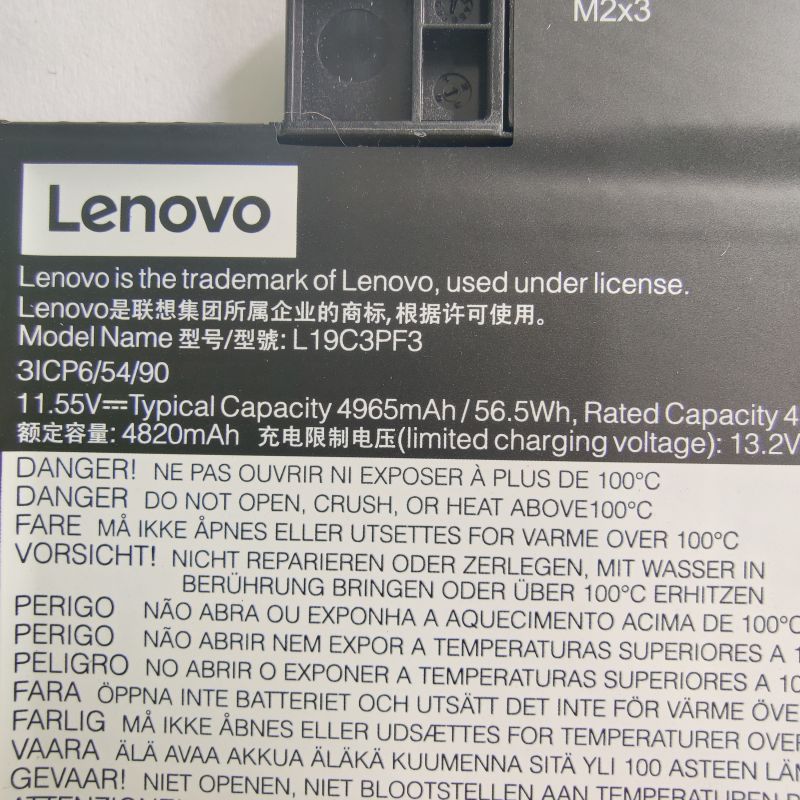 M2x3
Lenovo
Lenovo is the trademark of Lenovo, used under license.
Lenovo是联想集团所属企业的商标,根据许可使用。
Model Name 型号/型號: L19C3PF3
3ICP6/54/90
11.55V⎓Typical Capacity 4965mAh / 56.5Wh, Rated Capacity 4
额定容量: 4820mAh 充电限制电压(limited charging voltage): 13.2V
DANGER! NE PAS OUVRIR NI EXPOSER À PLUS DE 100°C
DANGER DO NOT OPEN, CRUSH, OR HEAT ABOVE100°C
FARE MÅ IKKE ÅPNES ELLER UTSETTES FOR VARME OVER 100°C
VORSICHT! NICHT REPARIEREN ODER ZERLEGEN, MIT WASSER IN
BERÜHRUNG BRINGEN ODER ÜBER 100°C ERHITZEN
PERIGO NÃO ABRA OU EXPONHA A AQUECIMENTO ACIMA DE 100°C
PERIGO NÃO ABRIR NEM EXPOR A TEMPERATURAS SUPERIORES A 1
PELIGRO NO ABRIR O EXPONER A TEMPERATURAS SUPERIORES A 10
FARA ÖPPNA INTE BATTERIET OCH UTSÄTT DET INTE FÖR VÄRME ÖVE
FARLIG MÅ IKKE ÅBNES ELLER UDSÆTTES FOR TEMPERATURER OVER
VAARA ÄLÄ AVAA AKKUA ÄLÄKÄ KUUMENNA SITÄ YLI 100 ASTEEN LÄM
GEVAAR! NIET OPENEN, NIET BLOOTSTELLEN AAN TEMPERATUREN
ATTENZIONE!